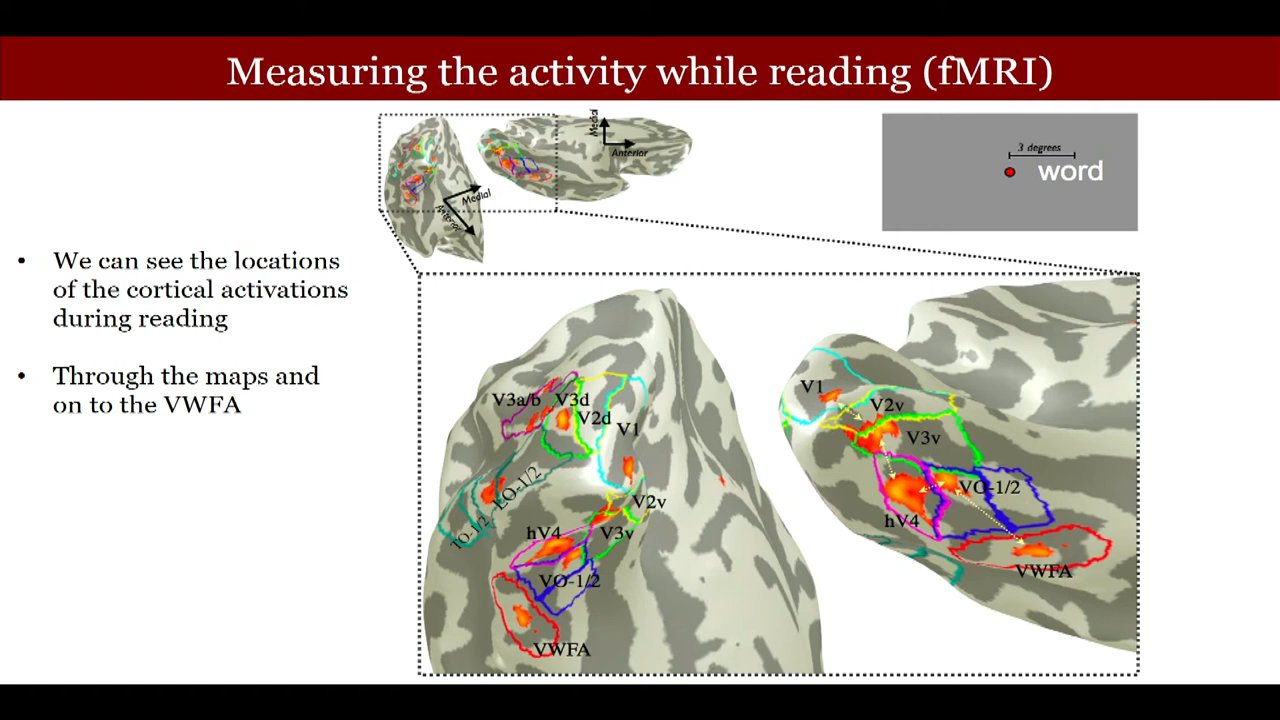 Measuring the activity while reading (fMRI)
Medial
Anterior
Medial
Anterior
3 degrees
word
• We can see the locations
of the cortical activations
during reading
• Through the maps and
on to the VWFA
V3a/b
V3d
V2d
V1
LO-1/2
TO-1/2
V2v
hV4
V3v
VO-1/2
VWFA
V1
V2v
V3v
VO-1/2
hV4
VWFA